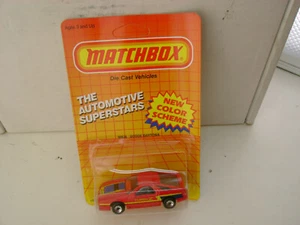 MATCHBOX
Die Cast Vehicles
THE
AUTOMOTIVE
SUPERSTARS
NEW
COLOR
SCHEME